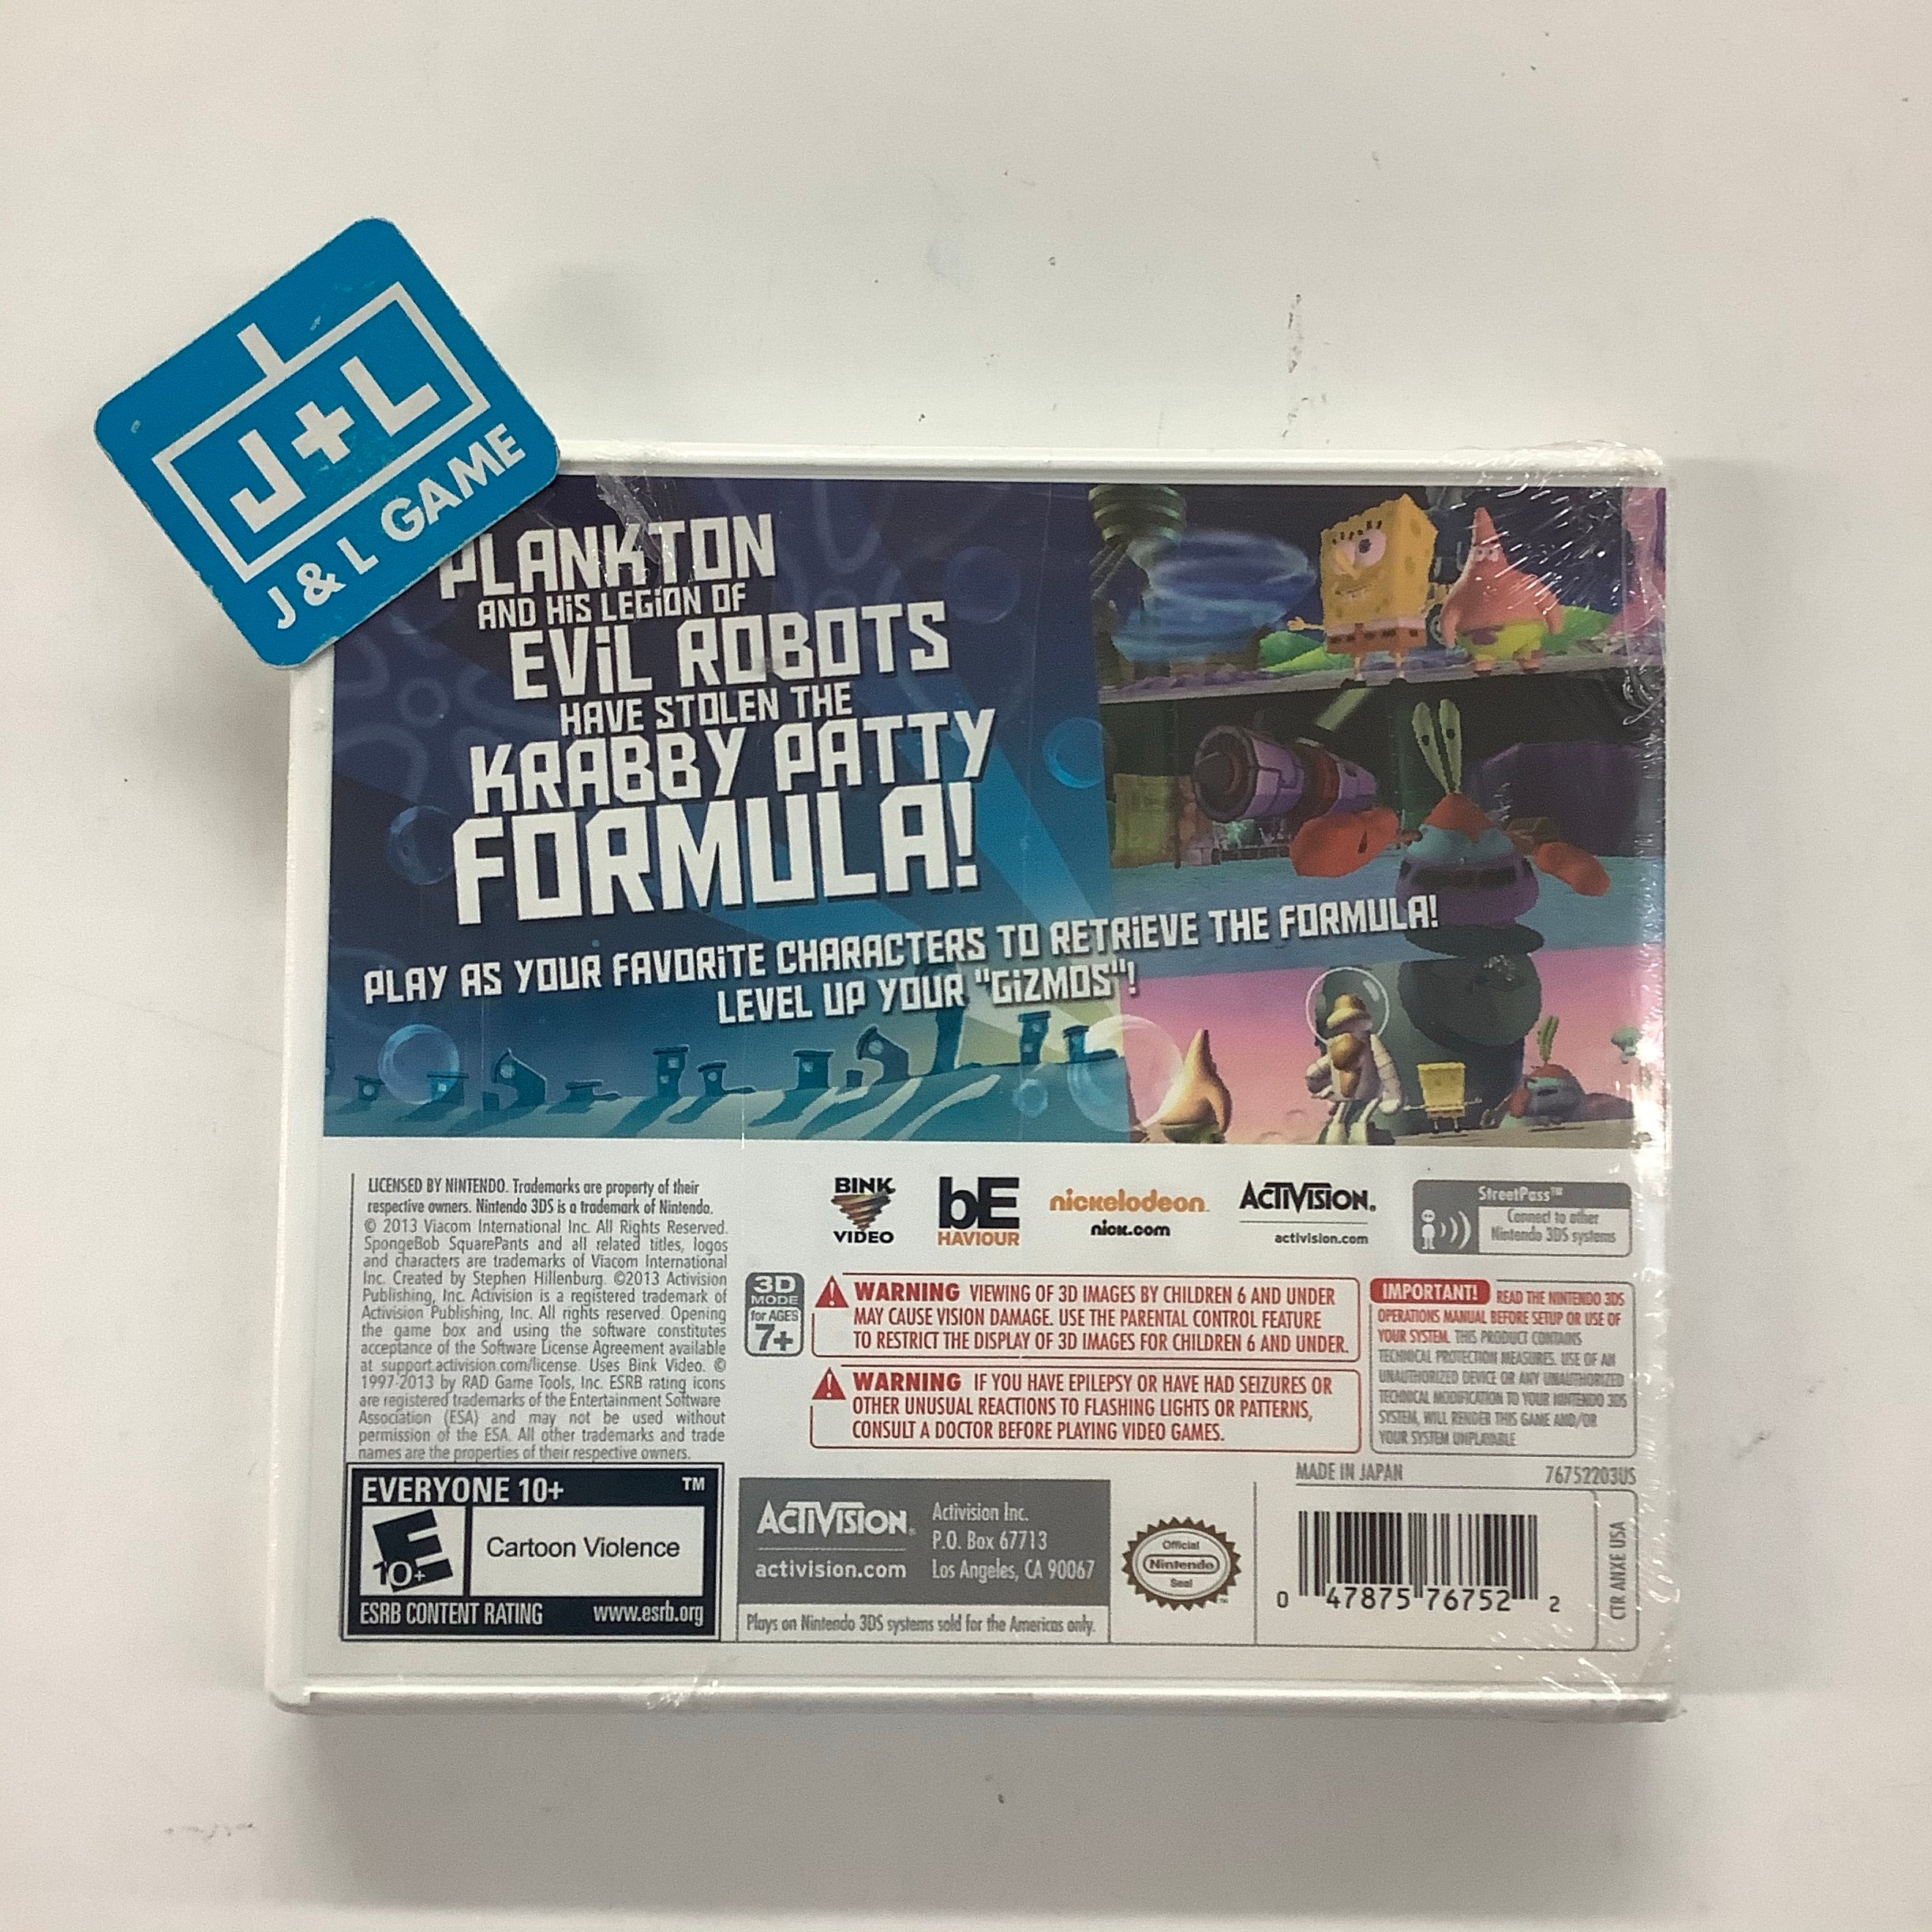 J+L
J & L GAME
PLANKTON
AND HiS LEGiON OF
EViL ROBOTS
HAVE STOLEN THE
KRABBY PATTY
FORMULA!
PLAY AS YOUR FAVORiTE CHARACTERS TO RETRiEVE THE FORMULA!
LEVEL UP YOUR "GiZMOS"!
LICENSED BY NINTENDO. Trademarks are property of their
respective owners. Nintendo 3DS is a trademark of Nintendo.
© 2013 Viacom International Inc. All Rights Reserved.
SpongeBob SquarePants and all related titles, logos
and characters are trademarks of Viacom International
Inc. Created by Stephen Hillenburg. ©2013 Activision
Publishing, Inc. Activision is a registered trademark of
Activision Publishing, Inc. All rights reserved. Opening
the game box and using the software constitutes
acceptance of the Software License Agreement available
at support.activision.com/license. Uses Bink Video. ©
1997-2013 by RAD Game Tools, Inc. ESRB rating icons
are registered trademarks of the Entertainment Software
Association (ESA) and may not be used without
permission of the ESA. All other trademarks and trade
names are the properties of their respective owners.
BINK
VIDEO
bE
HAVIOUR
nickelodeon
nick.com
ACTIVISION.
activision.com
StreetPass™
Connect to other
Nintendo 3DS systems
3D
MODE
for AGES
7+
WARNING VIEWING OF 3D IMAGES BY CHILDREN 6 AND UNDER
MAY CAUSE VISION DAMAGE. USE THE PARENTAL CONTROL FEATURE
TO RESTRICT THE DISPLAY OF 3D IMAGES FOR CHILDREN 6 AND UNDER.
WARNING IF YOU HAVE EPILEPSY OR HAVE HAD SEIZURES OR
OTHER UNUSUAL REACTIONS TO FLASHING LIGHTS OR PATTERNS,
CONSULT A DOCTOR BEFORE PLAYING VIDEO GAMES.
IMPORTANT! READ THE NINTENDO 3DS
OPERATIONS MANUAL BEFORE SETUP OR USE OF
YOUR SYSTEM. THIS PRODUCT CONTAINS
TECHNICAL PROTECTION MEASURES. USE OF AN
UNAUTHORIZED DEVICE OR ANY UNAUTHORIZED
TECHNICAL MODIFICATION TO YOUR NINTENDO 3DS
SYSTEM, WILL RENDER THIS GAME AND/OR
YOUR SYSTEM UNPLAYABLE
EVERYONE 10+ ™
E
10+
Cartoon Violence
ESRB CONTENT RATING www.esrb.org
ACTIVISION.
activision.com
Activision Inc.
P.O. Box 67713
Los Angeles, CA 90067
Plays on Nintendo 3DS systems sold for the Americas only.
Official
Nintendo
Seal
MADE IN JAPAN 76752203US
0 47875 76752 2
CTR ANXE USA